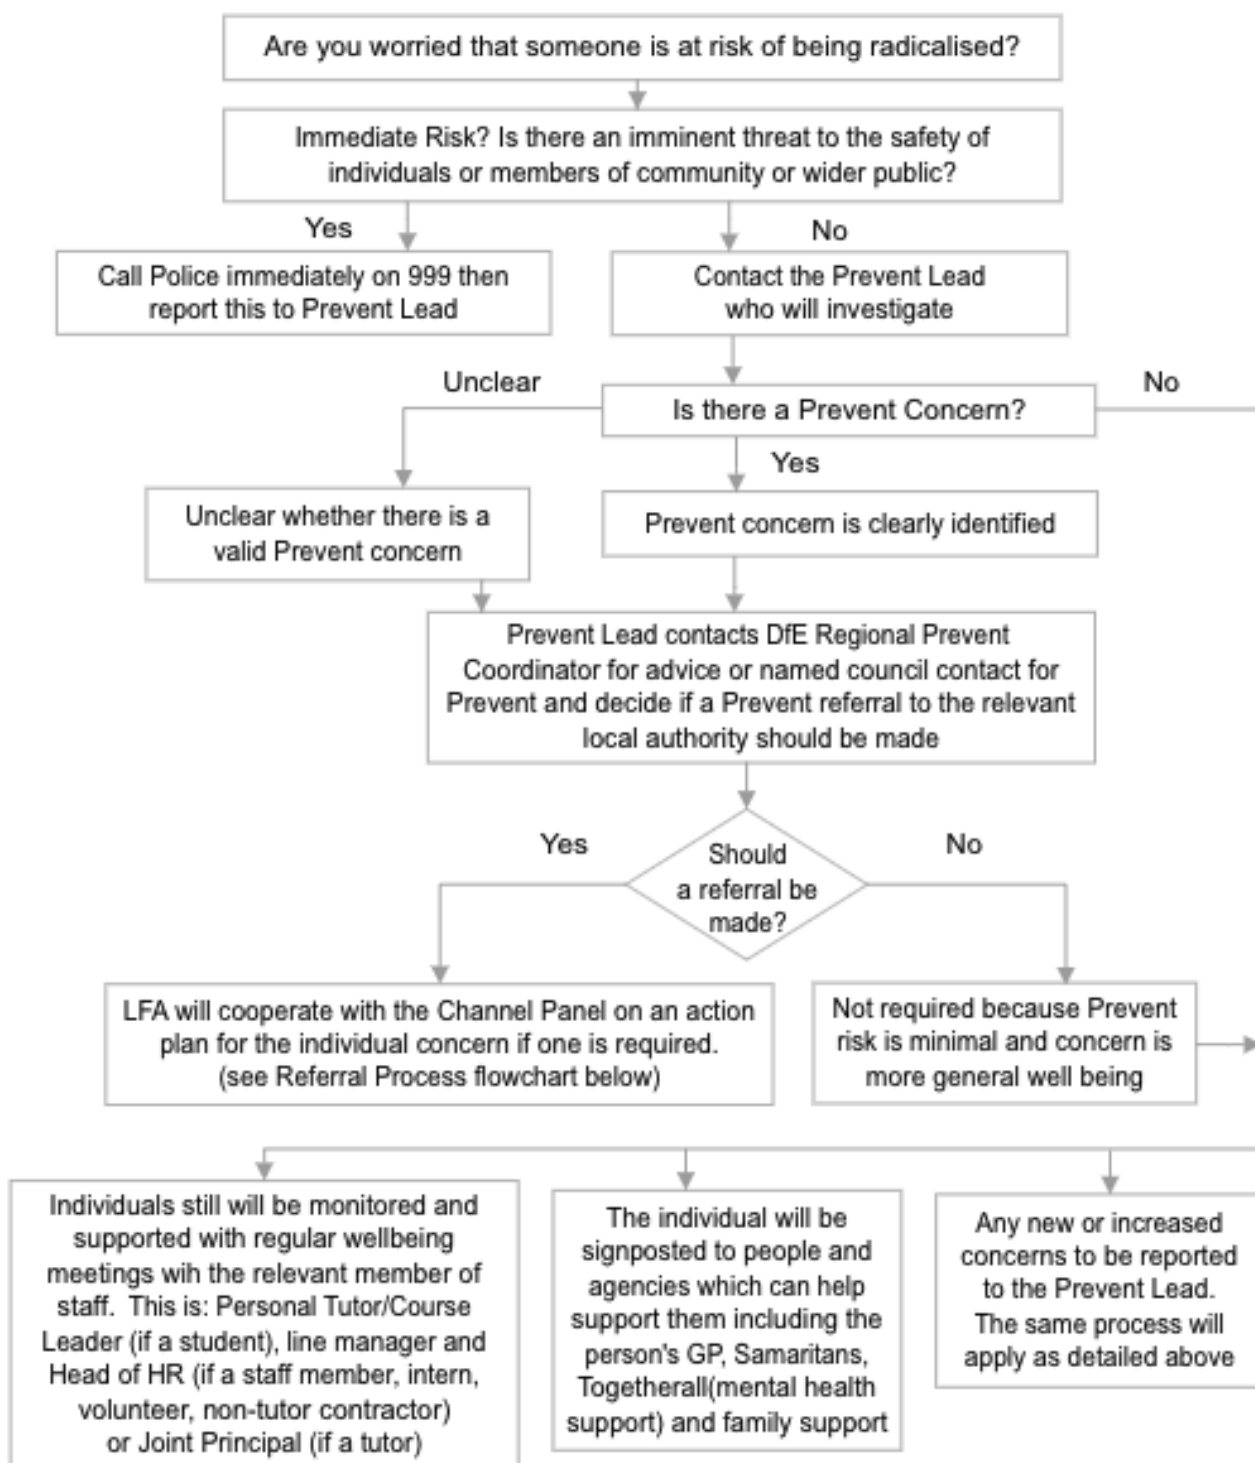 Are you worried that someone is at risk of being radicalised?
Immediate Risk? Is there an imminent threat to the safety of
individuals or members of community or wider public?
Yes
No
Call Police immediately on 999 then
report this to Prevent Lead
Contact the Prevent Lead
who will investigate
Unclear
No
Is there a Prevent Concern?
Yes
Unclear whether there is a
valid Prevent concern
Prevent concern is clearly identified
Prevent Lead contacts DfE Regional Prevent
Coordinator for advice or named council contact for
Prevent and decide if a Prevent referral to the relevant
local authority should be made
Yes
No
Should
a referral be
made?
LFA will cooperate with the Channel Panel on an action
plan for the individual concern if one is required.
(see Referral Process flowchart below)
Not required because Prevent
risk is minimal and concern is
more general well being
Individuals still will be monitored and
supported with regular wellbeing
meetings wih the relevant member of
staff. This is: Personal Tutor/Course
Leader (if a student), line manager and
Head of HR (if a staff member, intern,
volunteer, non-tutor contractor)
or Joint Principal (if a tutor)
The individual will be
signposted to people and
agencies which can help
support them including the
person's GP, Samaritans,
Togetherall(mental health
support) and family support
Any new or increased
concerns to be reported
to the Prevent Lead.
The same process will
apply as detailed above